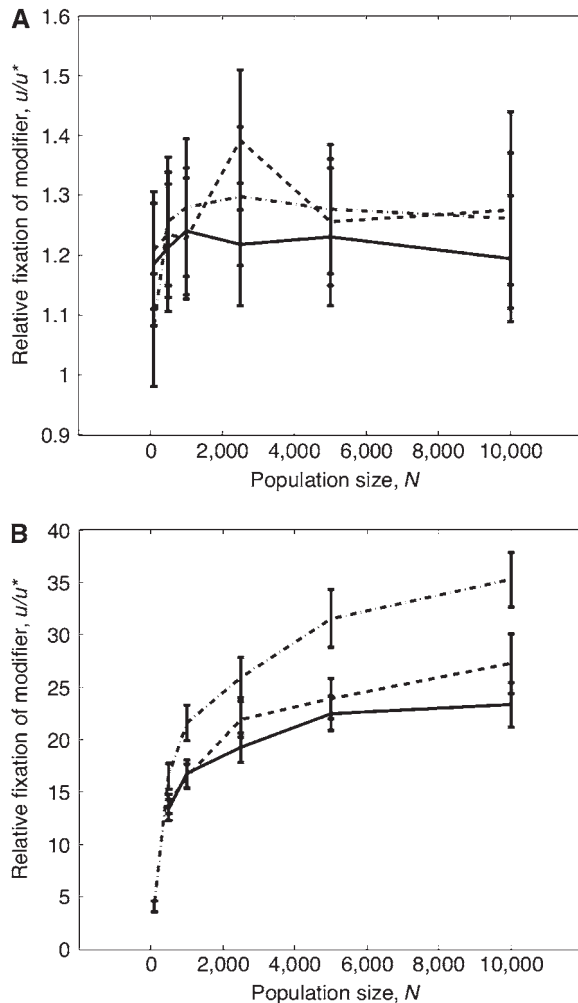 A
1.6
1.5
1.4
1.3
1.2
1.1
1
0.9
Relative fixation of modifier, u/u*
0 2,000 4,000 6,000 8,000 10,000
Population size, N
B
40
35
30
25
20
15
10
5
0
Relative fixation of modifier, u/u*
0 2,000 4,000 6,000 8,000 10,000
Population size, N